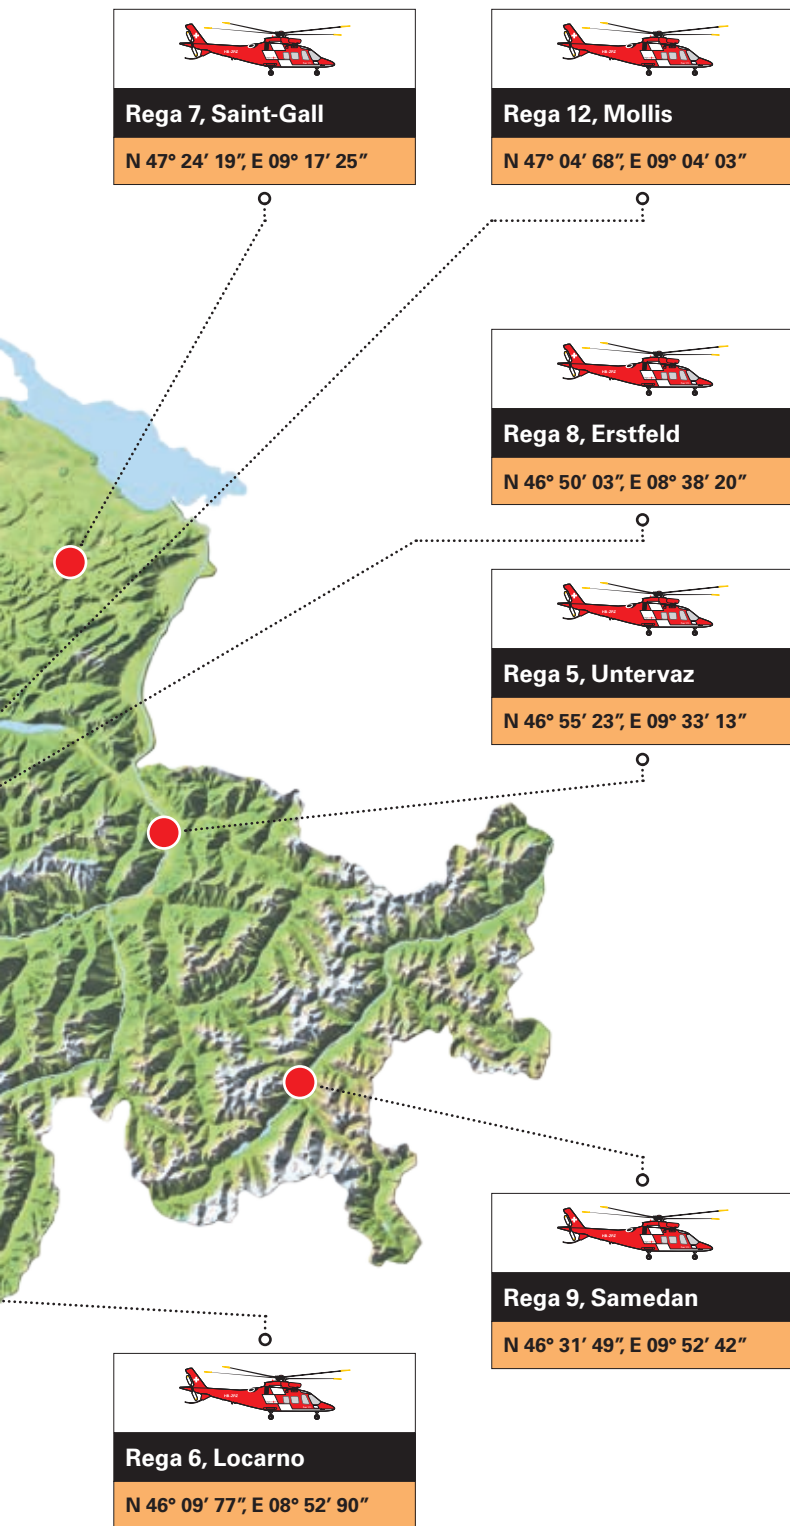 Rega 7, Saint-Gall
N 47° 24′ 19″, E 09° 17′ 25″
Rega 12, Mollis
N 47° 04′ 68″, E 09° 04′ 03″
Rega 8, Erstfeld
N 46° 50′ 03″, E 08° 38′ 20″
Rega 5, Untervaz
N 46° 55′ 23″, E 09° 33′ 13″
Rega 9, Samedan
N 46° 31′ 49″, E 09° 52′ 42″
Rega 6, Locarno
N 46° 09′ 77″, E 08° 52′ 90″